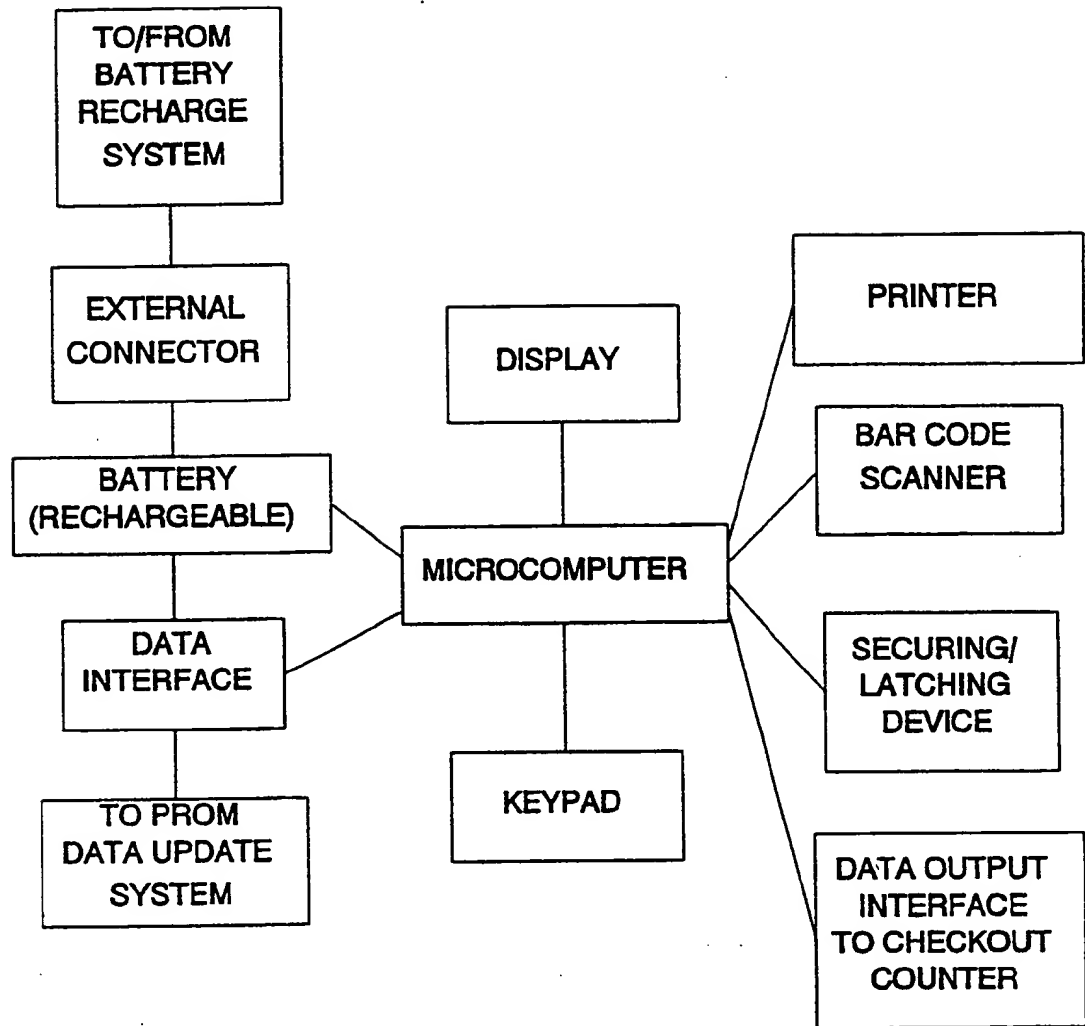 TO/FROM
BATTERY
RECHARGE
SYSTEM
EXTERNAL
CONNECTOR
BATTERY
(RECHARGEABLE)
DATA
INTERFACE
TO PROM
DATA UPDATE
SYSTEM
DISPLAY
MICROCOMPUTER
KEYPAD
PRINTER
BAR CODE
SCANNER
SECURING/
LATCHING
DEVICE
DATA OUTPUT
INTERFACE
TO CHECKOUT
COUNTER